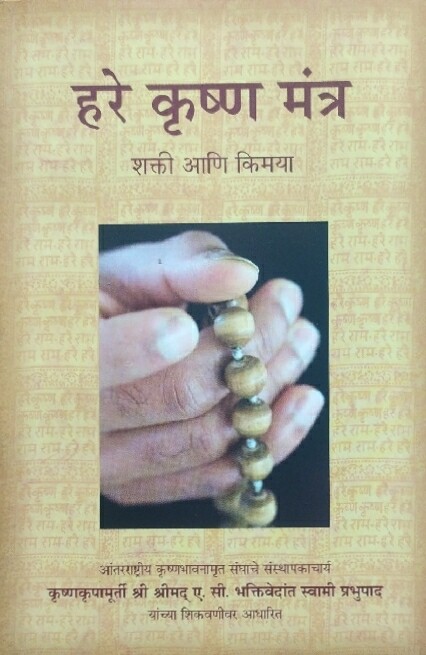 हरे कृष्ण मंत्र
शक्ती आणि किमया
आंतरराष्ट्रीय कृष्णभावनामृत संघाचे संस्थापकाचार्य
कृष्णकृपामूर्ती श्री श्रीमद् ए. सी. भक्तिवेदांत स्वामी प्रभुपाद
यांच्या शिकवणीवर आधारित